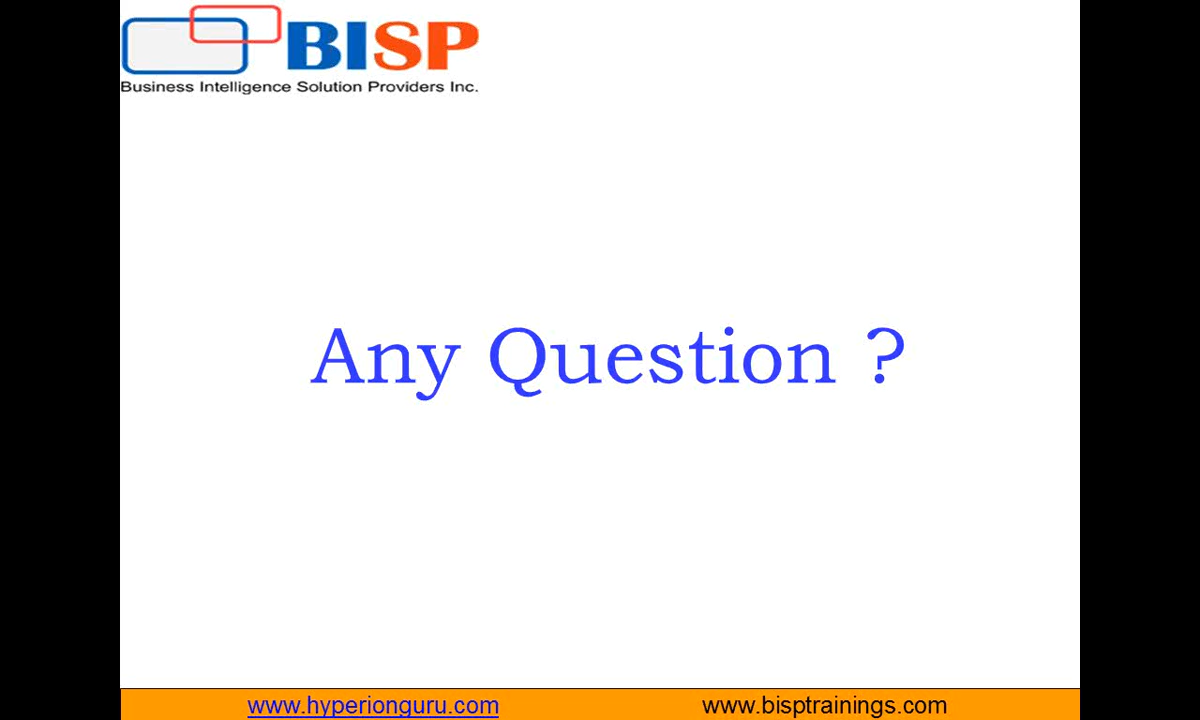 BISP
Business Intelligence Solution Providers Inc.
Any Question ?
www.hyperionguru.com www.bisptrainings.com